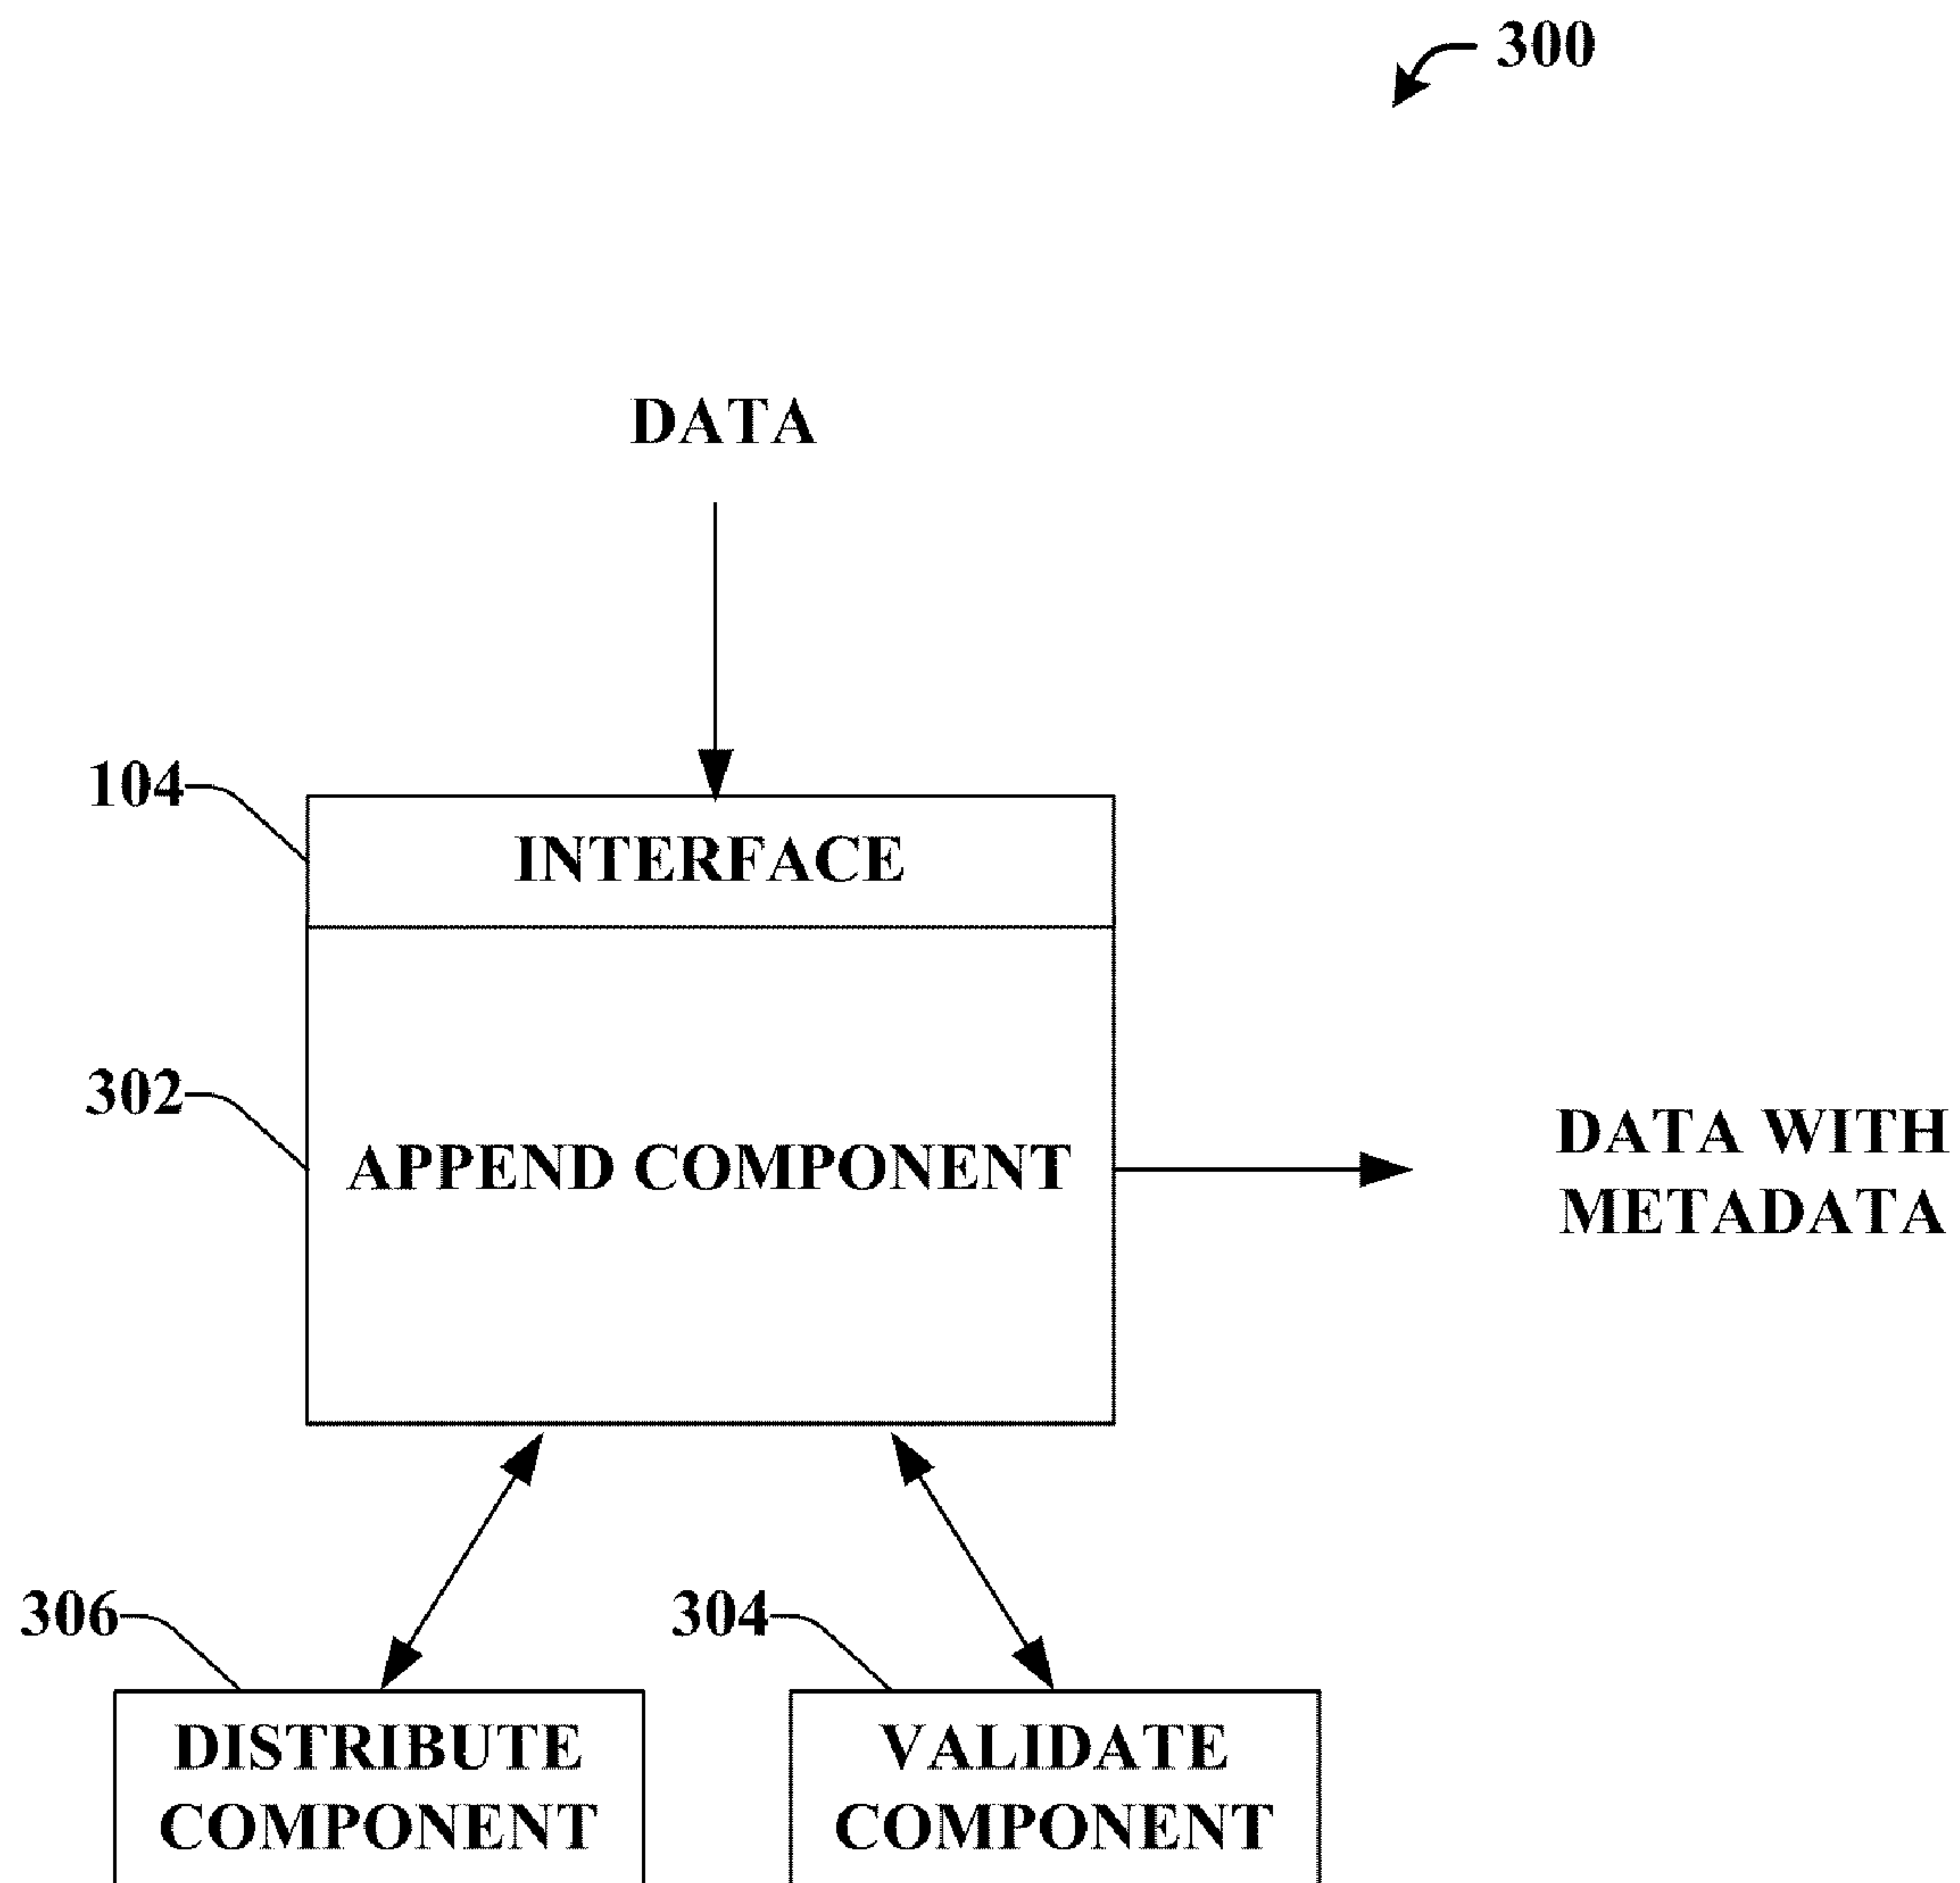 300
DATA
104
INTERFACE
302
APPEND COMPONENT
DATA WITH
METADATA
306
304
DISTRIBUTE
COMPONENT
VALIDATE
COMPONENT